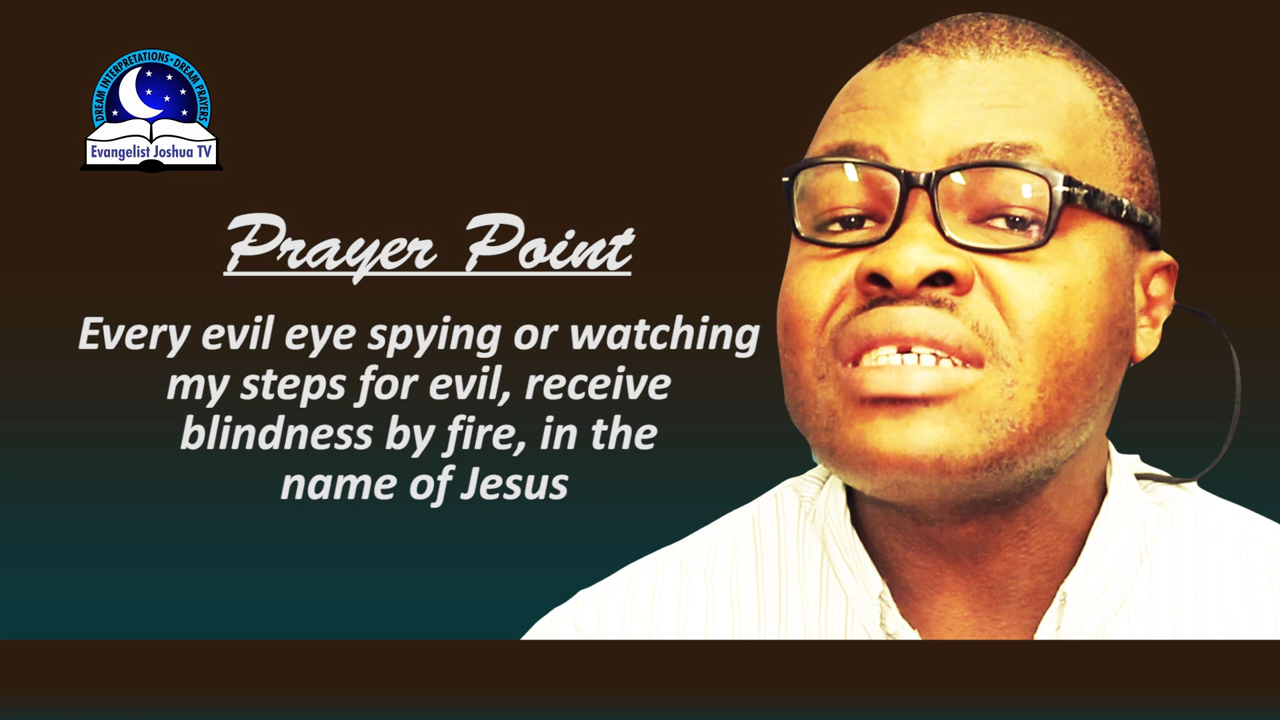 DREAM INTERPRETATIONS • DREAM PRAYERS
Evangelist Joshua TV
Prayer Point
Every evil eye spying or watching
my steps for evil, receive
blindness by fire, in the
name of Jesus